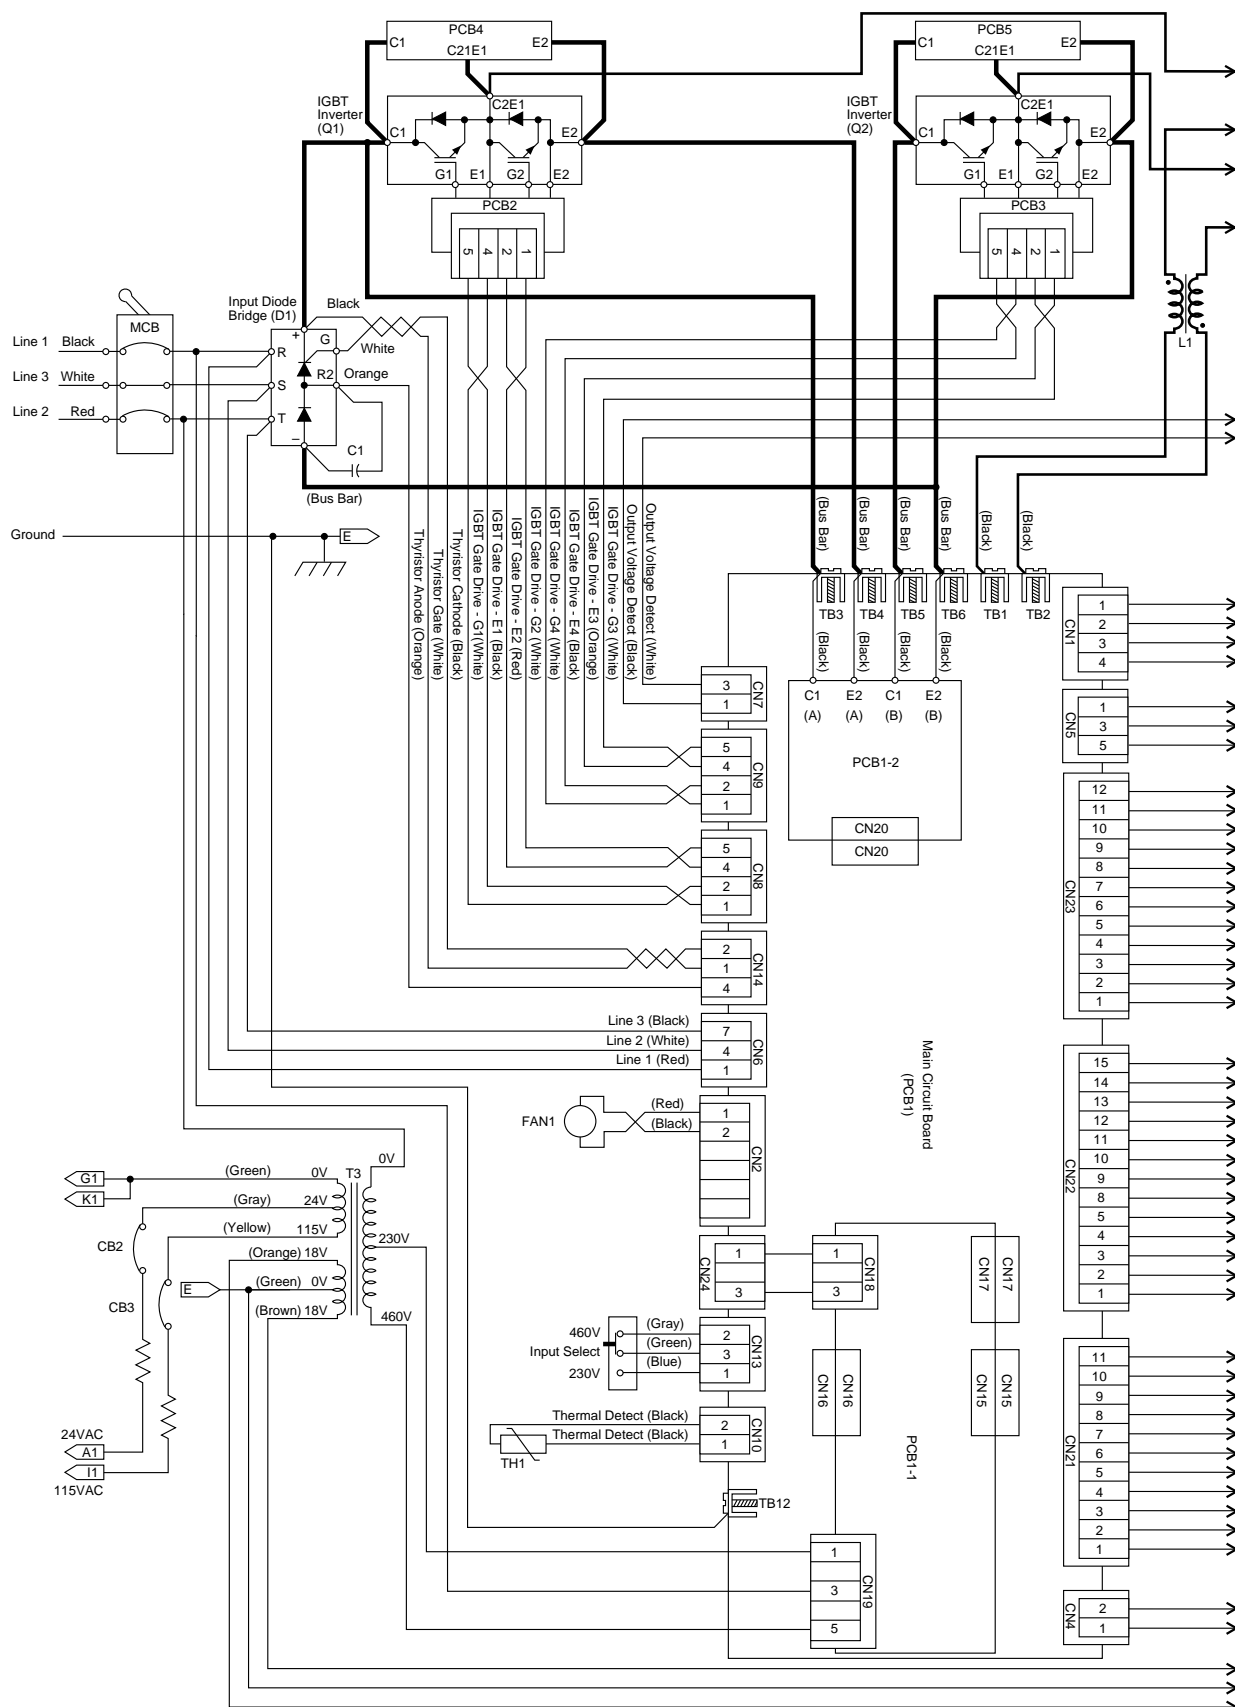 PCB4
C1
E2
C21E1
IGBT
Inverter
(Q1)
C2E1
C1
E2
G1
E1
G2
E2
PCB2
5
4
2
1
PCB5
C1
E2
C21E1
IGBT
Inverter
(Q2)
C2E1
C1
E2
G1
E1
G2
E2
PCB3
5
4
2
1
L1
MCB
Line 1
Black
Line 3
White
Line 2
Red
Input Diode
Bridge (D1)
Black
White
Orange
+
G
R
R2
S
T
–
C1
(Bus Bar)
Ground
E
Thyristor Anode (Orange)
Thyristor Gate (White)
Thyristor Cathode (Black)
IGBT Gate Drive - G1(White)
IGBT Gate Drive - E1 (Black)
IGBT Gate Drive - E2 (Red)
IGBT Gate Drive - G2 (White)
IGBT Gate Drive - G4 (White)
IGBT Gate Drive - E4 (Black)
IGBT Gate Drive - E3 (Orange)
IGBT Gate Drive - G3 (White)
Output Voltage Detect (Black)
Output Voltage Detect (White)
(Bus Bar)
(Bus Bar)
(Bus Bar)
(Bus Bar)
(Black)
(Black)
TB3
TB4
TB5
TB6
TB1
TB2
(Black)
(Black)
(Black)
(Black)
C1
E2
C1
E2
(A)
(A)
(B)
(B)
PCB1-2
CN20
CN20
CN7
3
1
CN9
5
4
2
1
CN8
5
4
2
1
CN14
2
1
4
CN6
Line 3 (Black)
7
Line 2 (White)
4
Line 1 (Red)
1
FAN1
(Red)
(Black)
1
2
CN2
Main Circuit Board
(PCB1)
CN1
1
2
3
4
CN5
1
3
5
CN23
12
11
10
9
8
7
6
5
4
3
2
1
CN22
15
14
13
12
11
10
9
8
5
4
3
2
1
CN21
11
10
9
8
7
6
5
4
3
2
1
CN4
2
1
G1
K1
(Green)
0V
T3
0V
(Gray)
24V
(Yellow)
115V
230V
(Orange) 18V
(Green)
0V
(Brown) 18V
460V
CB2
CB3
E
24VAC
A1
I1
115VAC
CN24
1
3
CN18
1
3
CN17
CN17
460V
Input Select
230V
(Gray)
(Green)
(Blue)
2
3
1
CN13
CN16
CN16
CN15
CN15
Thermal Detect (Black)
Thermal Detect (Black)
2
1
CN10
TH1
PCB1-1
TB12
1
3
5
CN19